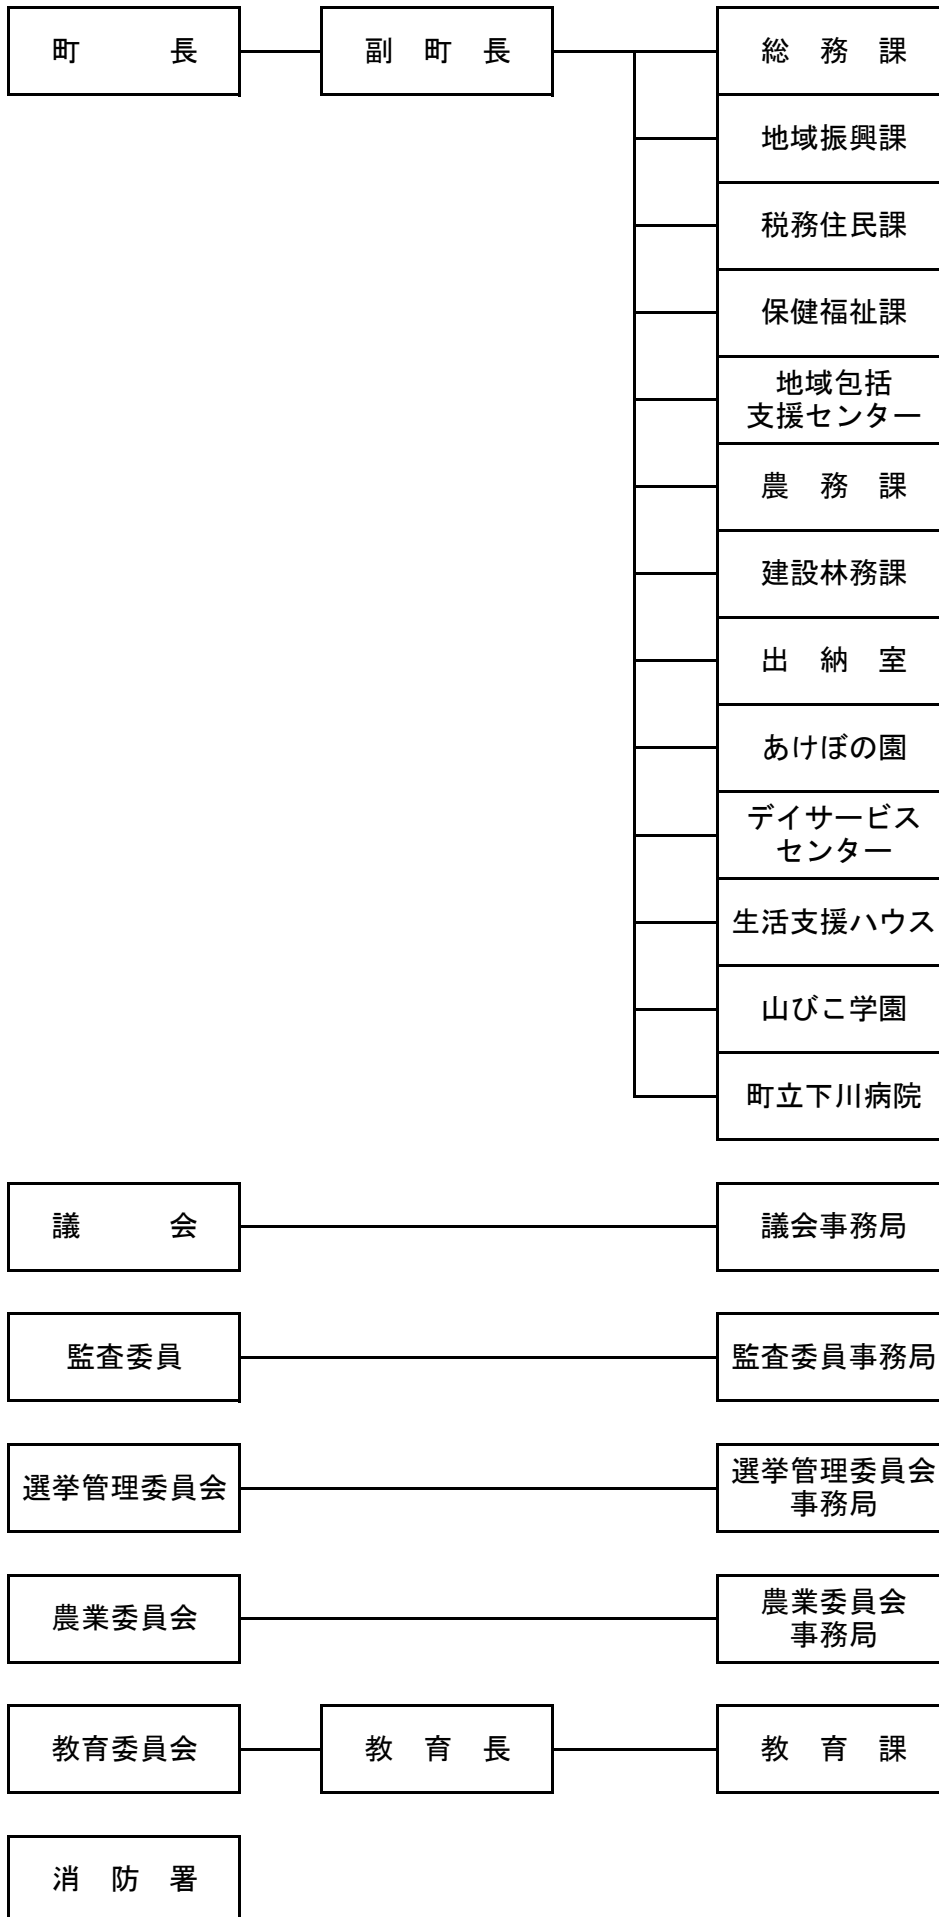 町　　　長
副　町　長
総　務　課
地域振興課
税務住民課
保健福祉課
地域包括
支援センター
農　務　課
建設林務課
出　納　室
あけぼの園
デイサービス
センター
生活支援ハウス
山びこ学園
町立下川病院
議　　　会
議会事務局
監査委員
監査委員事務局
選挙管理委員会
選挙管理委員会
事務局
農業委員会
農業委員会
事務局
教育委員会
教　育　長
教　育　課
消　防　署